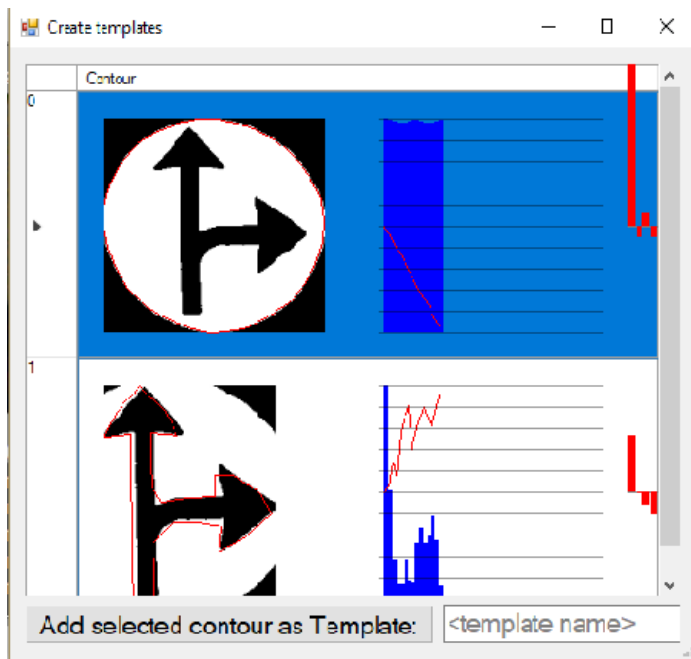 Create templates
Contour
0
1
Add selected contour as Template:
<template name>